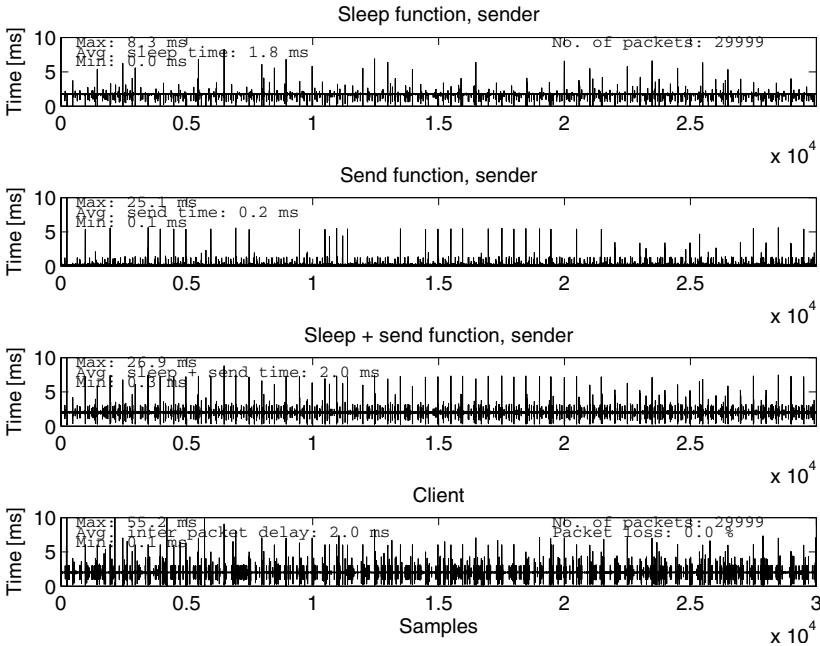 Sleep function, sender
Time [ms]
10
5
0
Max: 8.3 ms
Avg. sleep time: 1.8 ms
Min: 0.0 ms
No. of packets: 29999
0 0.5 1 1.5 2 2.5 3
x 10^4
Send function, sender
Time [ms]
10
5
0
Max: 25.1 ms
Avg. send time: 0.2 ms
Min: 0.1 ms
0 0.5 1 1.5 2 2.5 3
x 10^4
Sleep + send function, sender
Time [ms]
10
5
0
Max: 26.9 ms
Avg. sleep + send time: 2.0 ms
Min: 0.3 ms
0 0.5 1 1.5 2 2.5 3
x 10^4
Client
Time [ms]
10
5
0
Max: 55.2 ms
Avg. inter packet delay: 2.0 ms
Min: 0.1 ms
No. of packets: 29999
Packet loss: 0.0 %
0 0.5 1 1.5 2 2.5 3
Samples
x 10^4